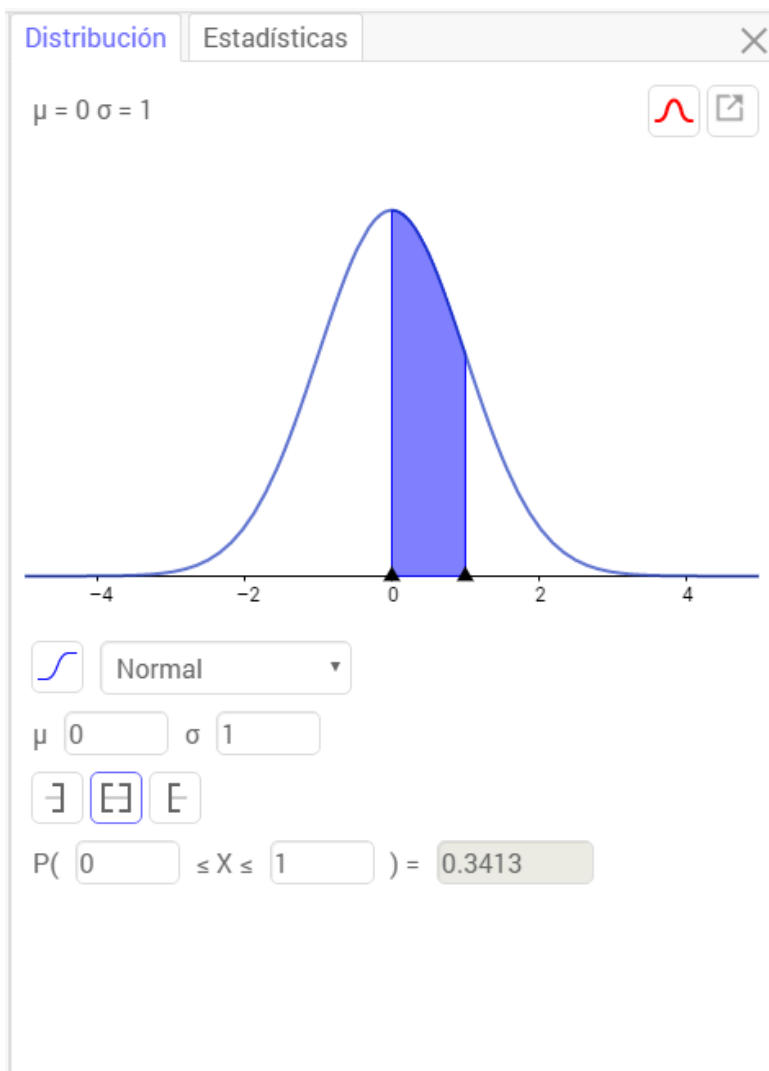 Distribución Estadísticas
μ = 0 σ = 1
−4 −2 0 2 4
Normal
μ 0 σ 1
P( 0 ≤ X ≤ 1 ) = 0.3413